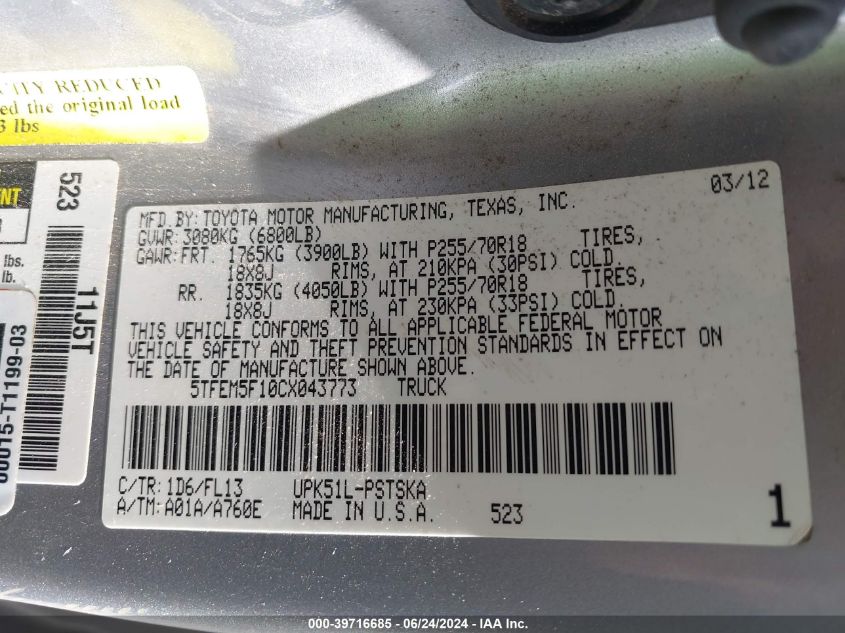 CITY REDUCED
ed the original load
3 lbs
ENT
lbs.
lb.
523
11J5T
00015-T1199-03
03/12
MFD.BY:TOYOTA MOTOR MANUFACTURING, TEXAS, INC.
GVWR:3080KG (6800LB)
GAWR:FRT. 1765KG (3900LB) WITH P255/70R18 TIRES,
18X8J RIMS, AT 210KPA (30PSI) COLD.
RR. 1835KG (4050LB) WITH P255/70R18 TIRES,
18X8J RIMS, AT 230KPA (33PSI) COLD.
THIS VEHICLE CONFORMS TO ALL APPLICABLE FEDERAL MOTOR
VEHICLE SAFETY AND THEFT PREVENTION STANDARDS IN EFFECT ON
THE DATE OF MANUFACTURE SHOWN ABOVE.
5TFEM5F10CX043773 TRUCK
C/TR:1D6/FL13 UPK51L-PSTSKA
A/TM:A01A/A760E MADE IN U.S.A. 523
1
000-39716685 - 06/24/2024 - IAA Inc.